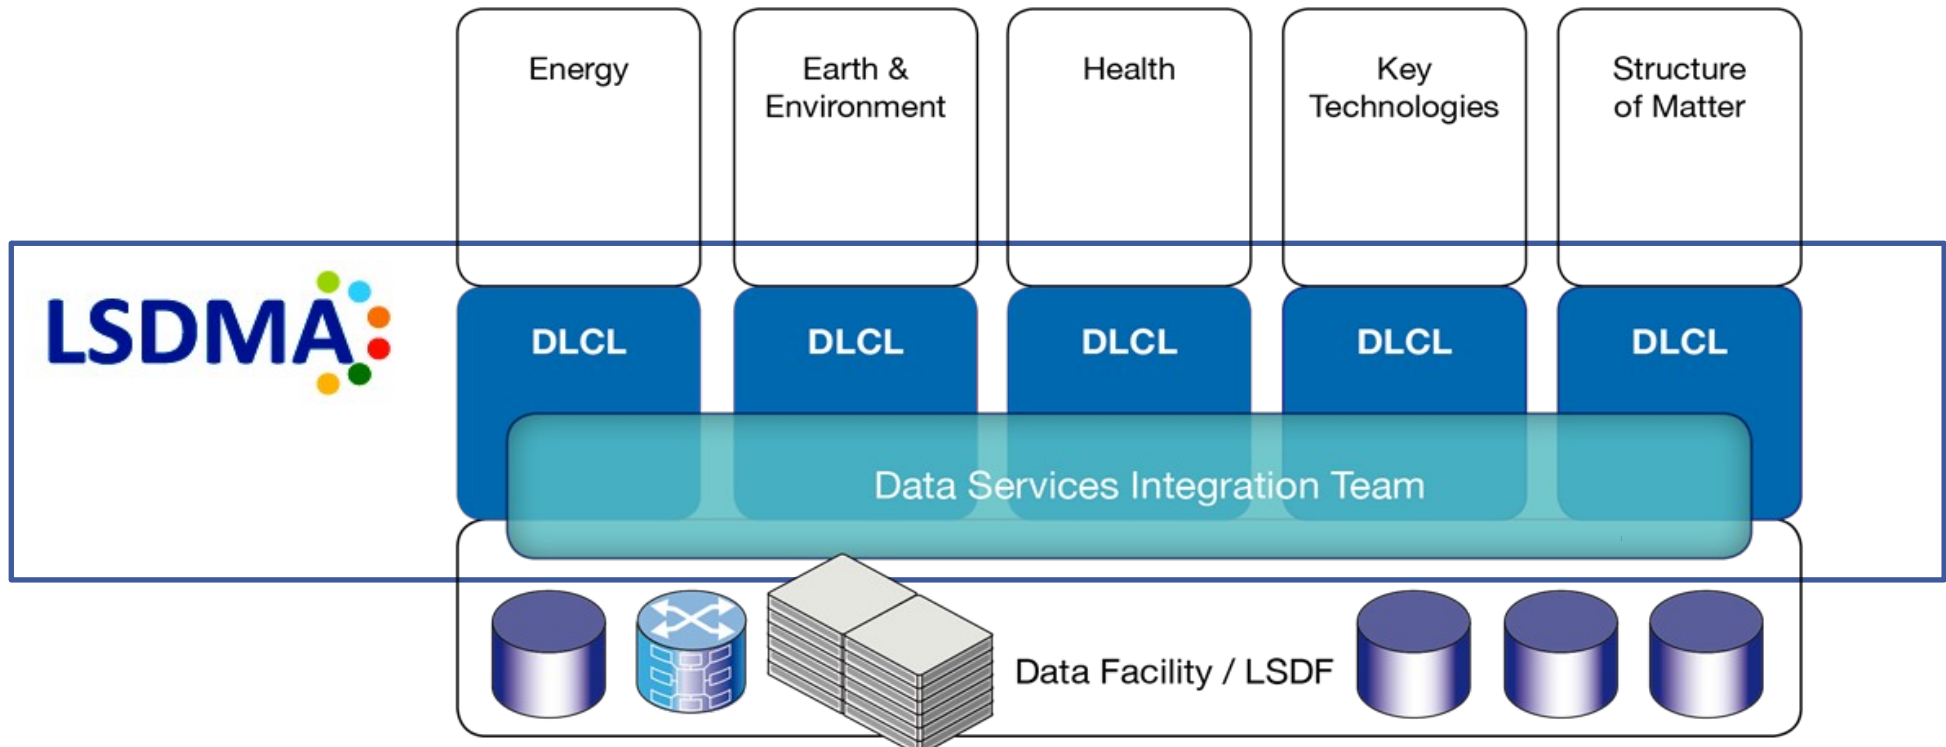 Energy
Earth &
Environment
Health
Key
Technologies
Structure
of Matter
LSDMA
DLCL
DLCL
DLCL
DLCL
DLCL
Data Services Integration Team
Data Facility / LSDF